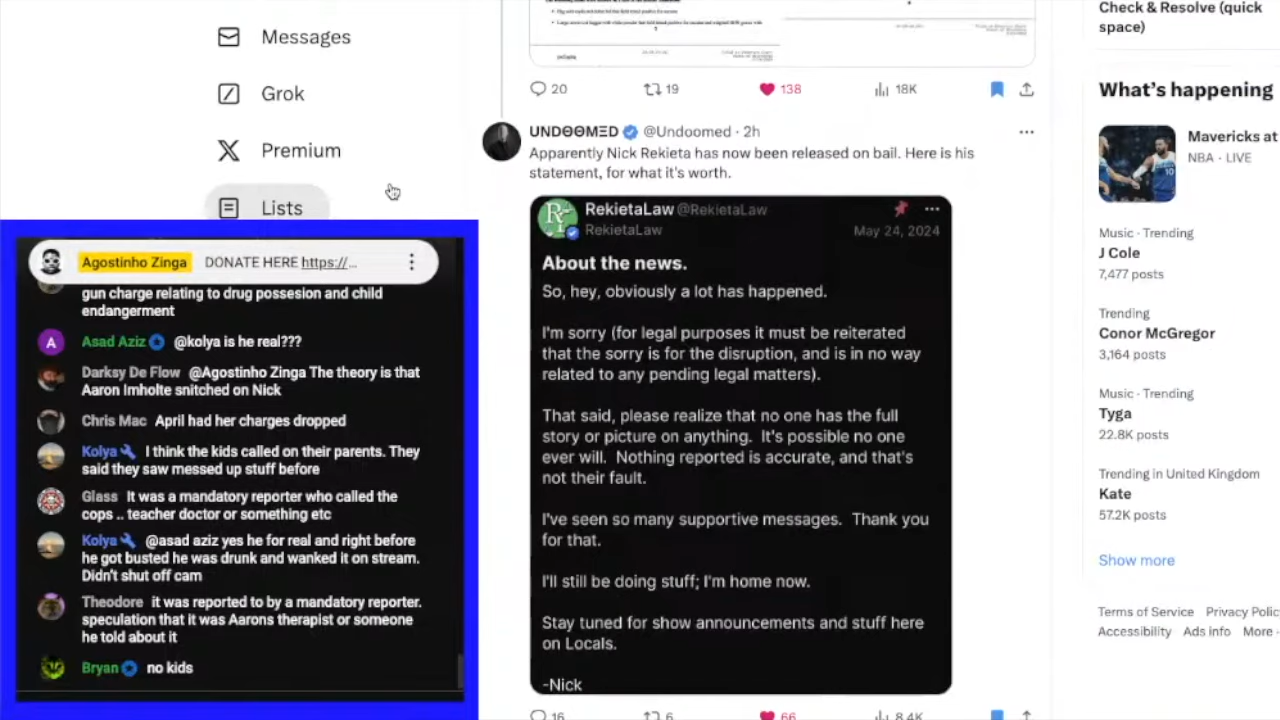 Messages
Grok
Premium
Lists
20
19
138
18K
UNDΘΘMΞD @Undoomed · 2h
Apparently Nick Rekieta has now been released on bail. Here is his
statement, for what it's worth.
RekietaLaw @RekietaLaw
RekietaLaw
May 24, 2024
About the news.
So, hey, obviously a lot has happened.
I'm sorry (for legal purposes it must be reiterated
that the sorry is for the disruption, and is in no way
related to any pending legal matters).
That said, please realize that no one has the full
story or picture on anything. It's possible no one
ever will. Nothing reported is accurate, and that's
not their fault.
I've seen so many supportive messages. Thank you
for that.
I'll still be doing stuff; I'm home now.
Stay tuned for show announcements and stuff here
on Locals.
-Nick
16
6
66
8.4K
Agostinho Zinga DONATE HERE https://...
gun charge relating to drug possesion and child
endangerment
Asad Aziz @kolya is he real???
Darksy De Flow @Agostinho Zinga The theory is that
Aaron Imholte snitched on Nick
Chris Mac April had her charges dropped
Kolya I think the kids called on their parents. They
said they saw messed up stuff before
Glass It was a mandatory reporter who called the
cops .. teacher doctor or something etc
Kolya @asad aziz yes he for real and right before
he got busted he was drunk and wanked it on stream.
Didn't shut off cam
Theodore it was reported to by a mandatory reporter.
speculation that it was Aarons therapist or someone
he told about it
Bryan no kids
Check & Resolve (quick
space)
What's happening
Mavericks at
NBA · LIVE
Music · Trending
J Cole
7,477 posts
Trending
Conor McGregor
3,164 posts
Music · Trending
Tyga
22.8K posts
Trending in United Kingdom
Kate
57.2K posts
Show more
Terms of Service Privacy Polic
Accessibility Ads info More